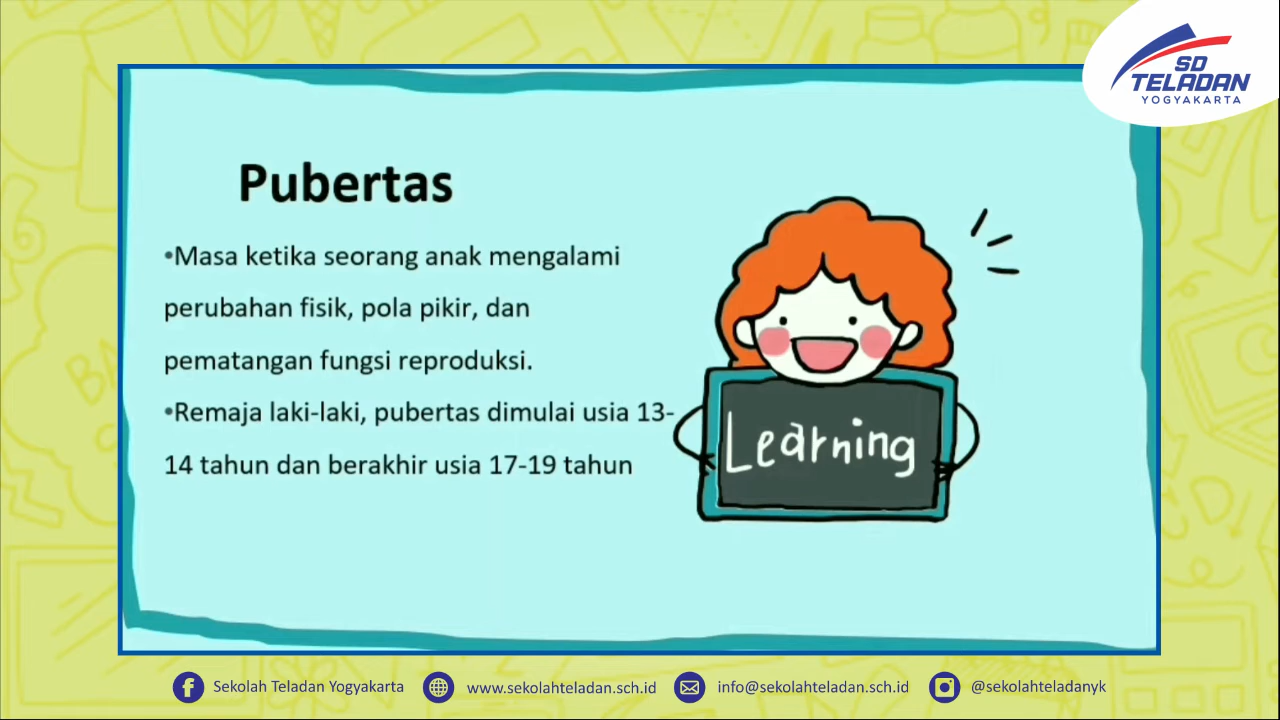 SD
TELADAN
YOGYAKARTA
Pubertas
•Masa ketika seorang anak mengalami
perubahan fisik, pola pikir, dan
pematangan fungsi reproduksi.
•Remaja laki-laki, pubertas dimulai usia 13-
14 tahun dan berakhir usia 17-19 tahun
Learning
Sekolah Teladan Yogyakarta
www.sekolahteladan.sch.id
info@sekolahteladan.sch.id
@sekolahteladanyk